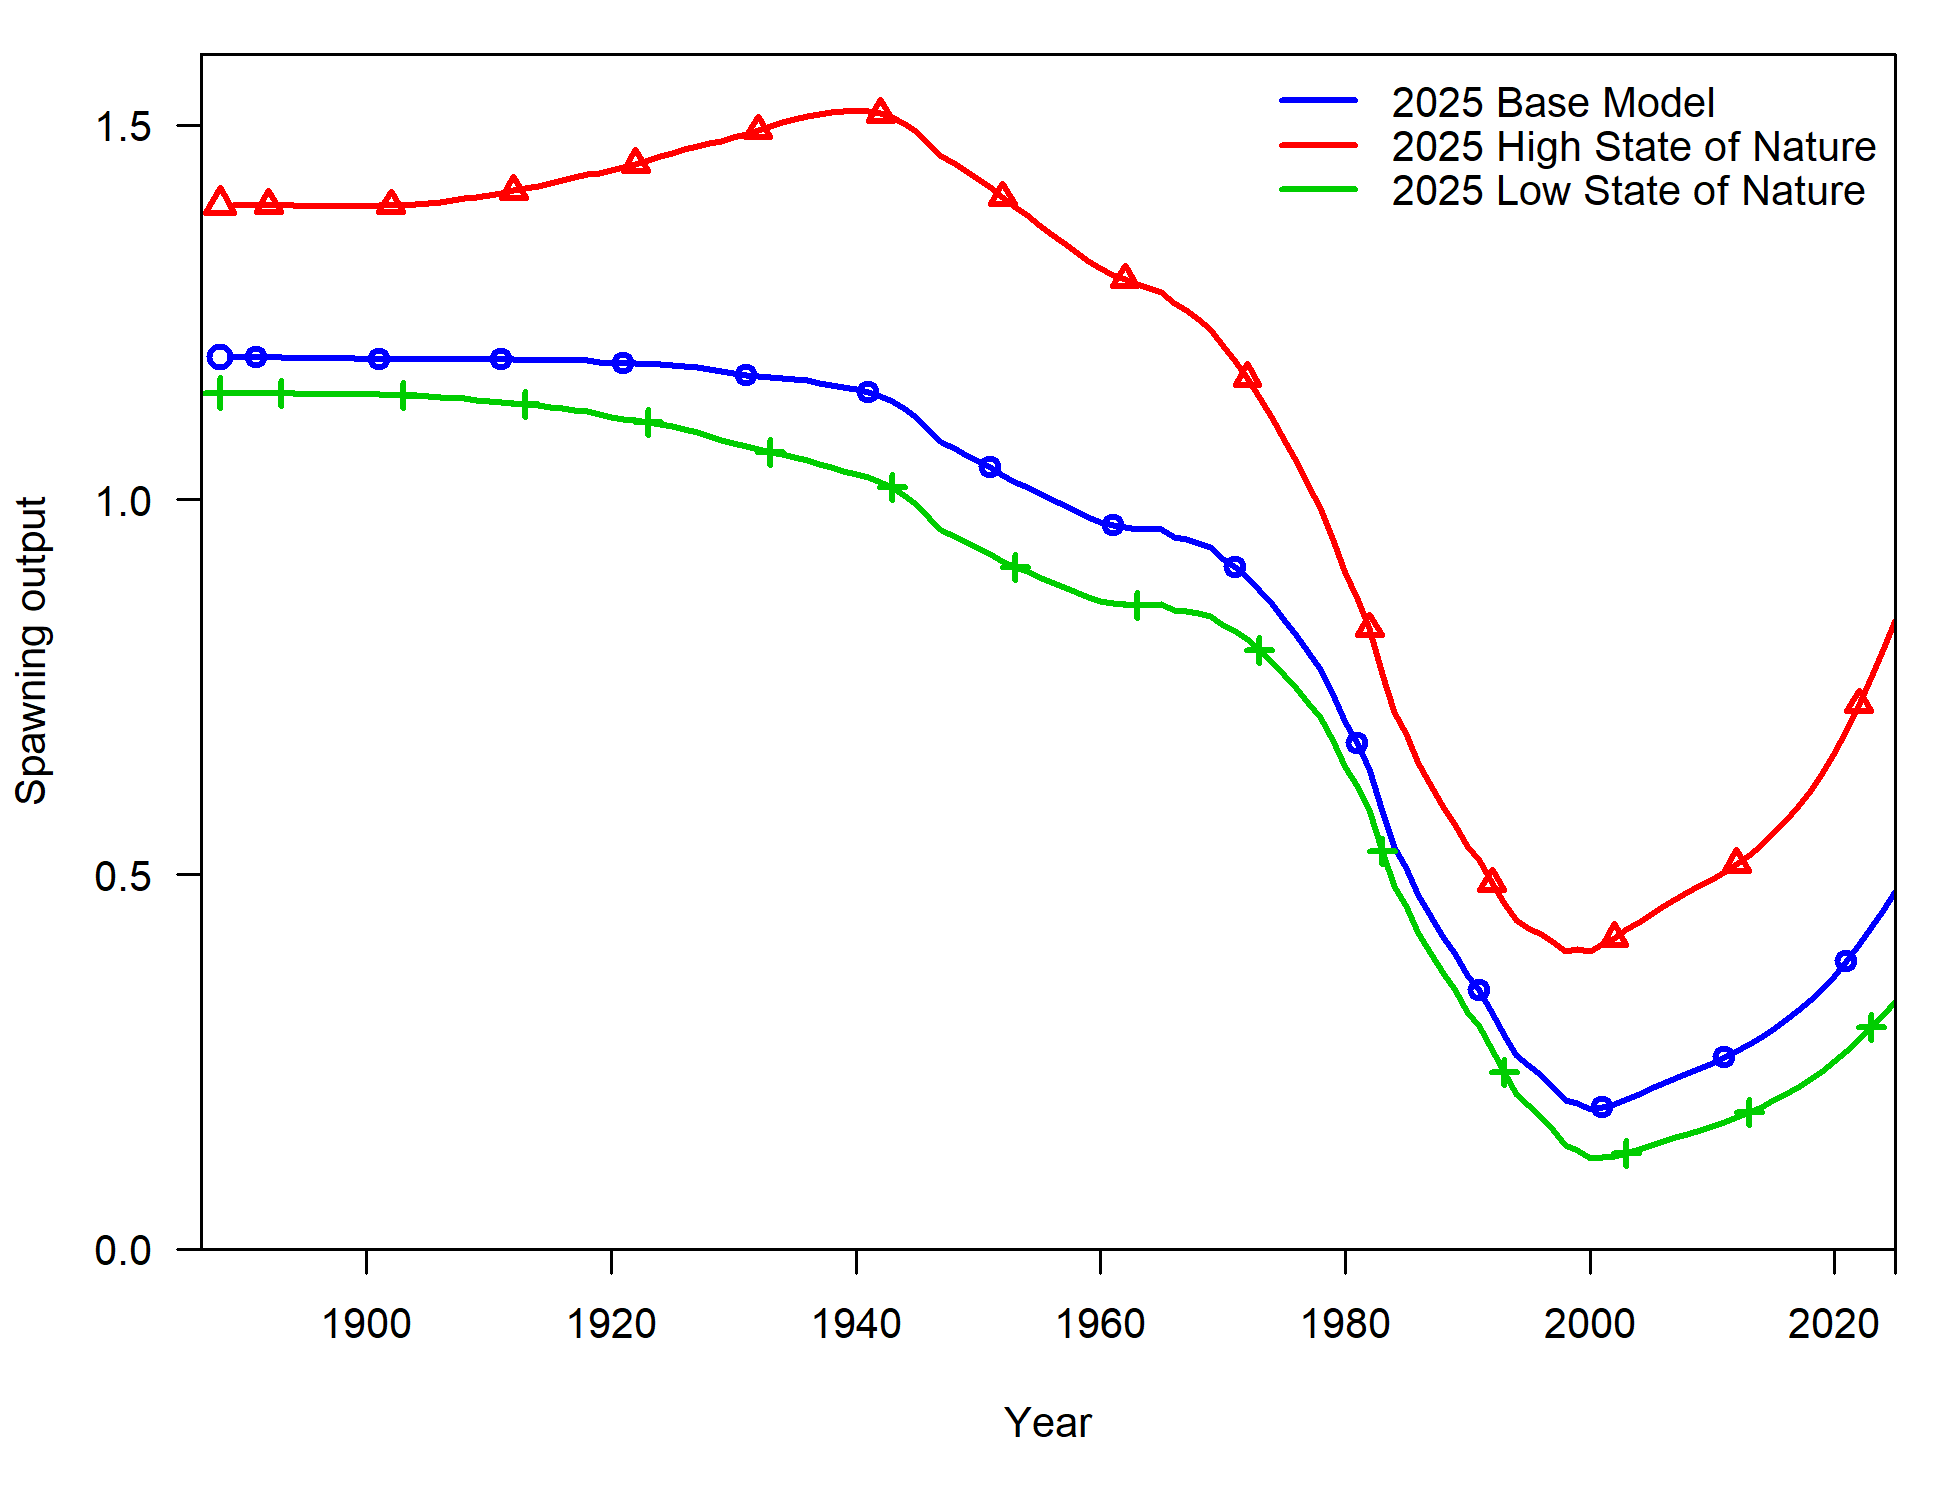 2025 Base Model
2025 High State of Nature
2025 Low State of Nature
1.5
1.0
0.5
0.0
Spawning output
1900 1920 1940 1960 1980 2000 2020
Year